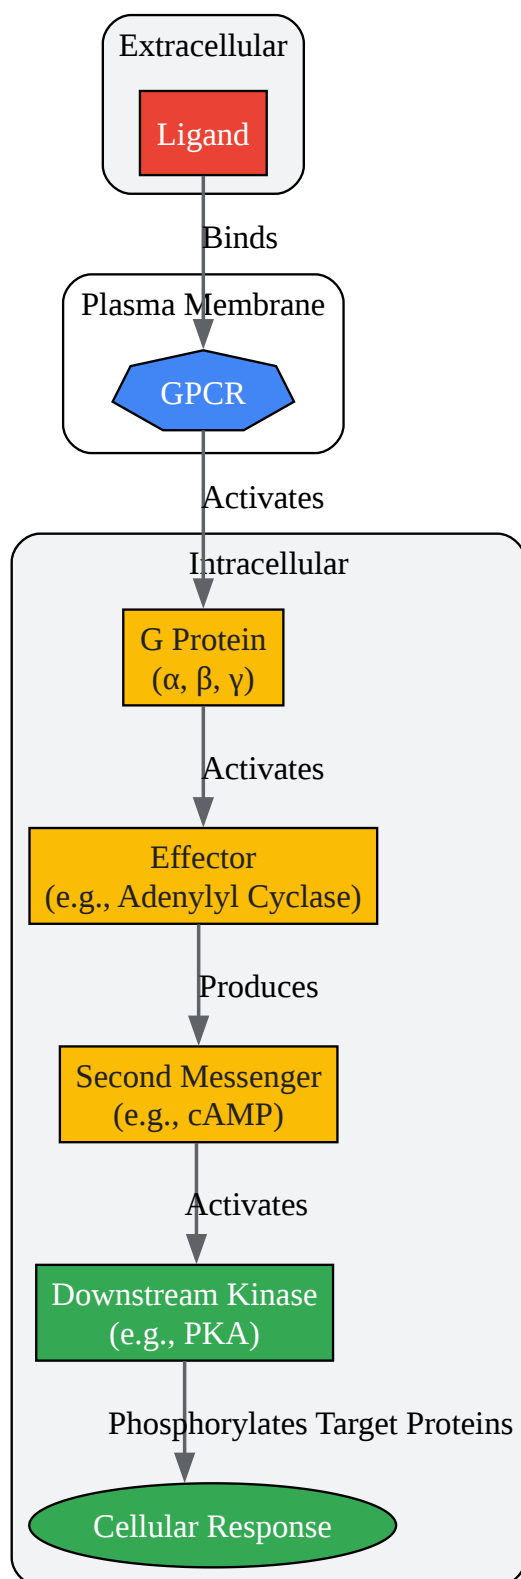 Extracellular
Ligand
Binds
Plasma Membrane
GPCR
Activates
Intracellular
G Protein
(α, β, γ)
Activates
Effector
(e.g., Adenylyl Cyclase)
Produces
Second Messenger
(e.g., cAMP)
Activates
Downstream Kinase
(e.g., PKA)
Phosphorylates Target Proteins
Cellular Response